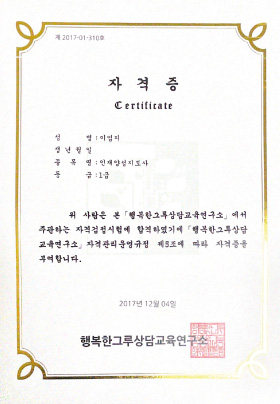 제 2017-01-310호
자 격 증
Certificate
성 명 : 이엄지
생 년 월 일
종 목 명 : 인재양성지도사
등 급 : 1급
위 사람은 본「행복한그루상담교육연구소」에서
주관하는 자격검정시험에 합격하였기에「행복한그루상담
교육연구소」자격관리운영규정 제5조에 따라 자격증을
부여합니다.
2017년 12월 04일
행복한그루상담교육연구소